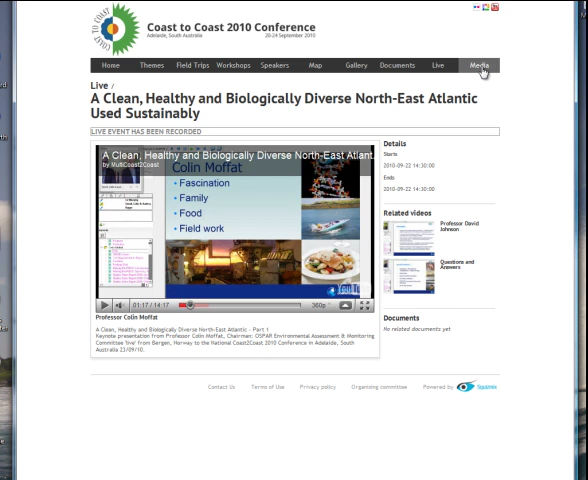 Coast to Coast 2010 Conference
Adelaide, South Australia 20-24 September 2010
COAST TO COAST
Home Themes Field Trips Workshops Speakers Map Gallery Documents Live Media
Live /
A Clean, Healthy and Biologically Diverse North-East Atlantic
Used Sustainably
LIVE EVENT HAS BEEN RECORDED
A Clean, Healthy and Biologically Diverse North-East Atlant...
by MultiCoast2Coast
Colin Moffat
• Fascination
• Family
• Food
• Field work
YouTube
01:17 / 14:17 360p
Professor Colin Moffat
A Clean, Healthy and Biologically Diverse North-East Atlantic - Part 1
Keynote presentation from Professor Colin Moffat, Chairman; OSPAR Environmental Assessment & Monitoring
Committee 'live' from Bergen, Norway to the National Coast2Coast 2010 Conference in Adelaide, South
Australia 23/09/10.
Details
Starts
2010-09-22 14:30:00
Ends
2010-09-22 14:30:00
Related videos
Professor David
Johnson
Questions and
Answers
Documents
No related documents yet
Contact Us Terms of Use Privacy policy Organising committee Powered by Squizmix